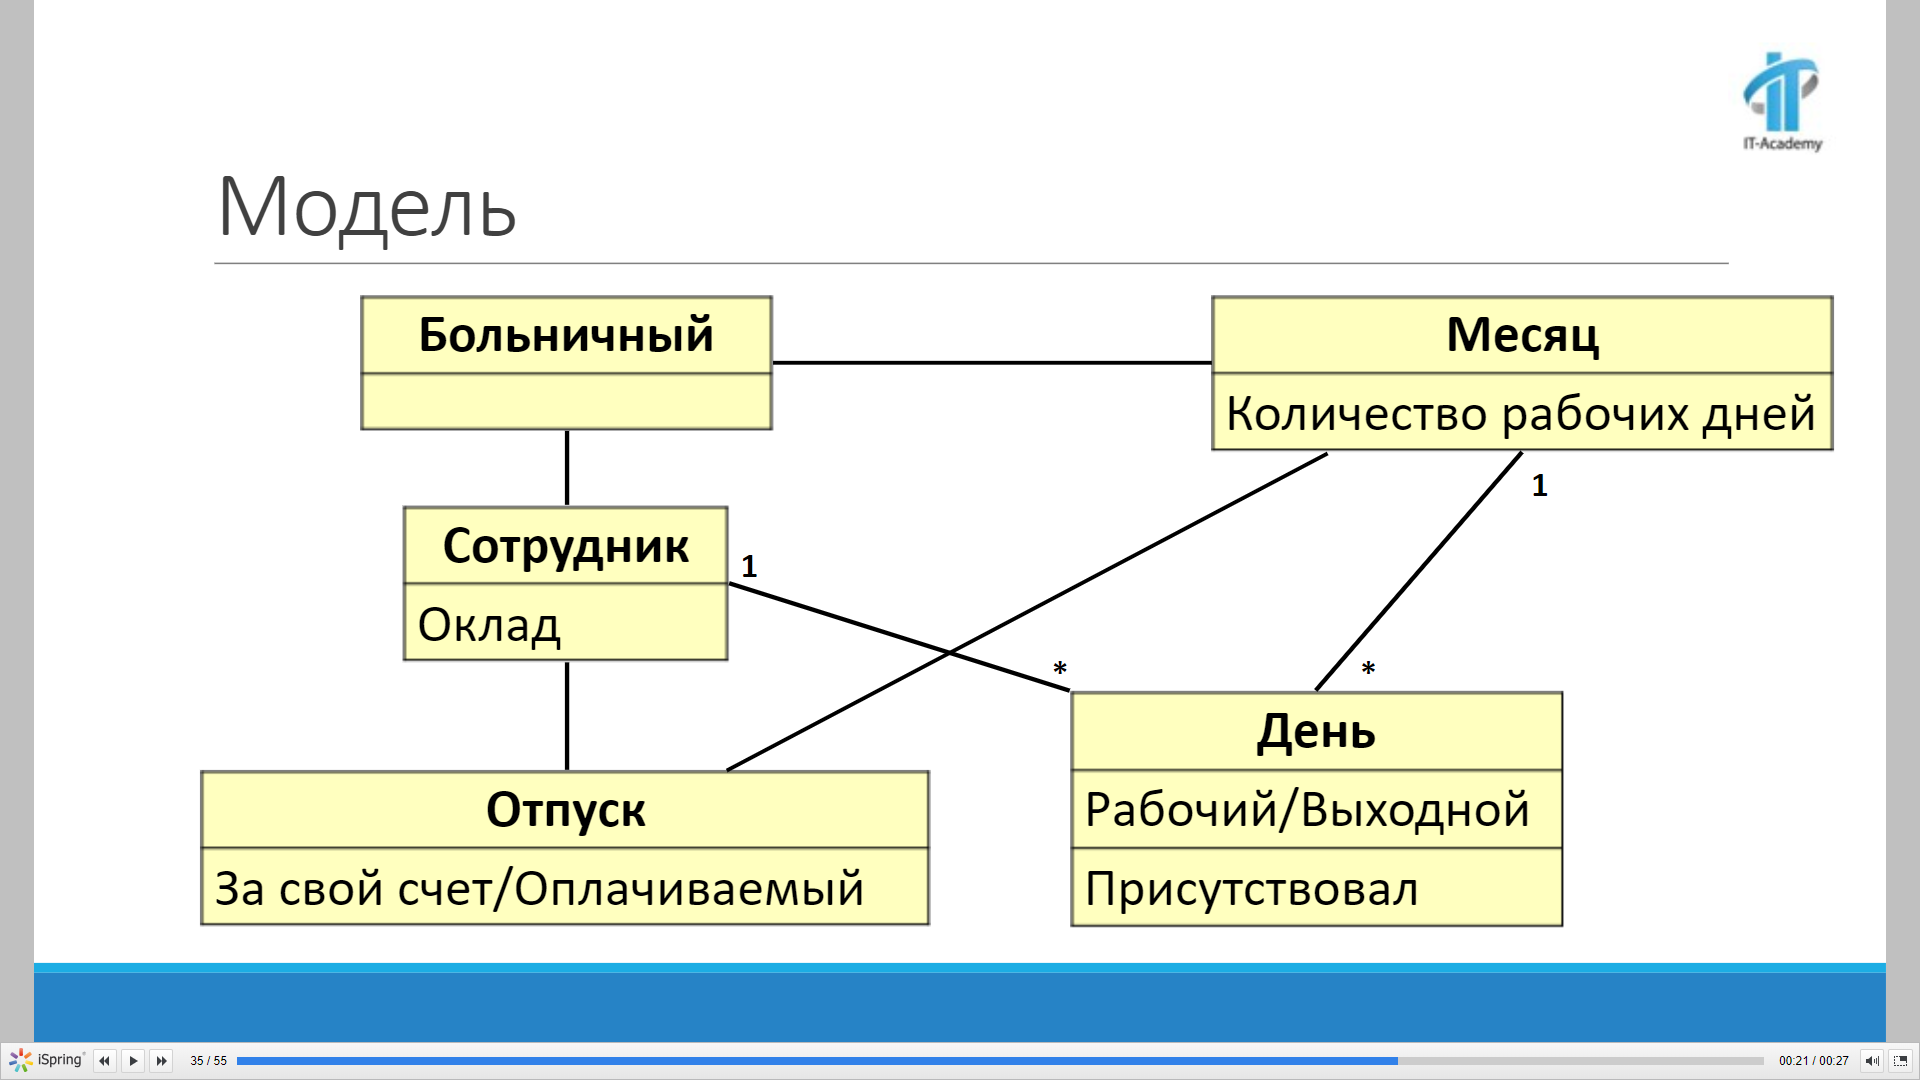 IT-Academy
Модель
Больничный
Месяц
Количество рабочих дней
1
Сотрудник
1
Оклад
*
*
День
Рабочий/Выходной
Присутствовал
Отпуск
За свой счет/Оплачиваемый
iSpring
35 / 55
00:21 / 00:27